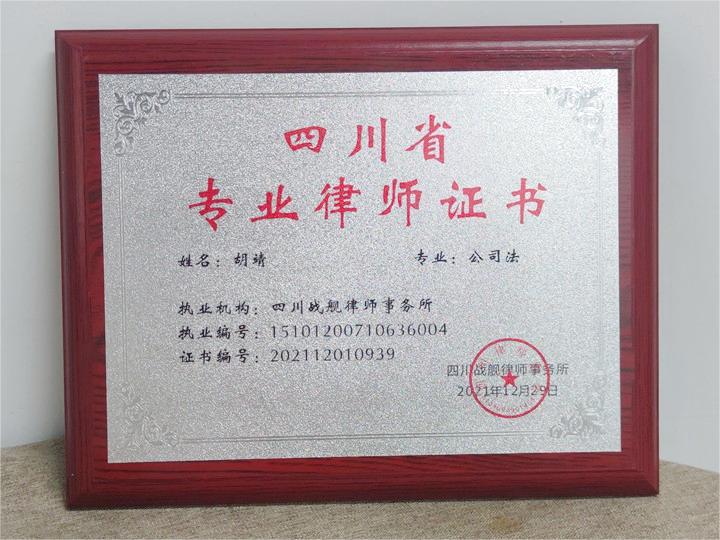 四川省
专业律师证书
姓名：胡靖 专业：公司法
执业机构：四川战舰律师事务所
执业编号：15101200710636004
证书编号：202112010939
四川战舰律师事务所
2021年12月29日